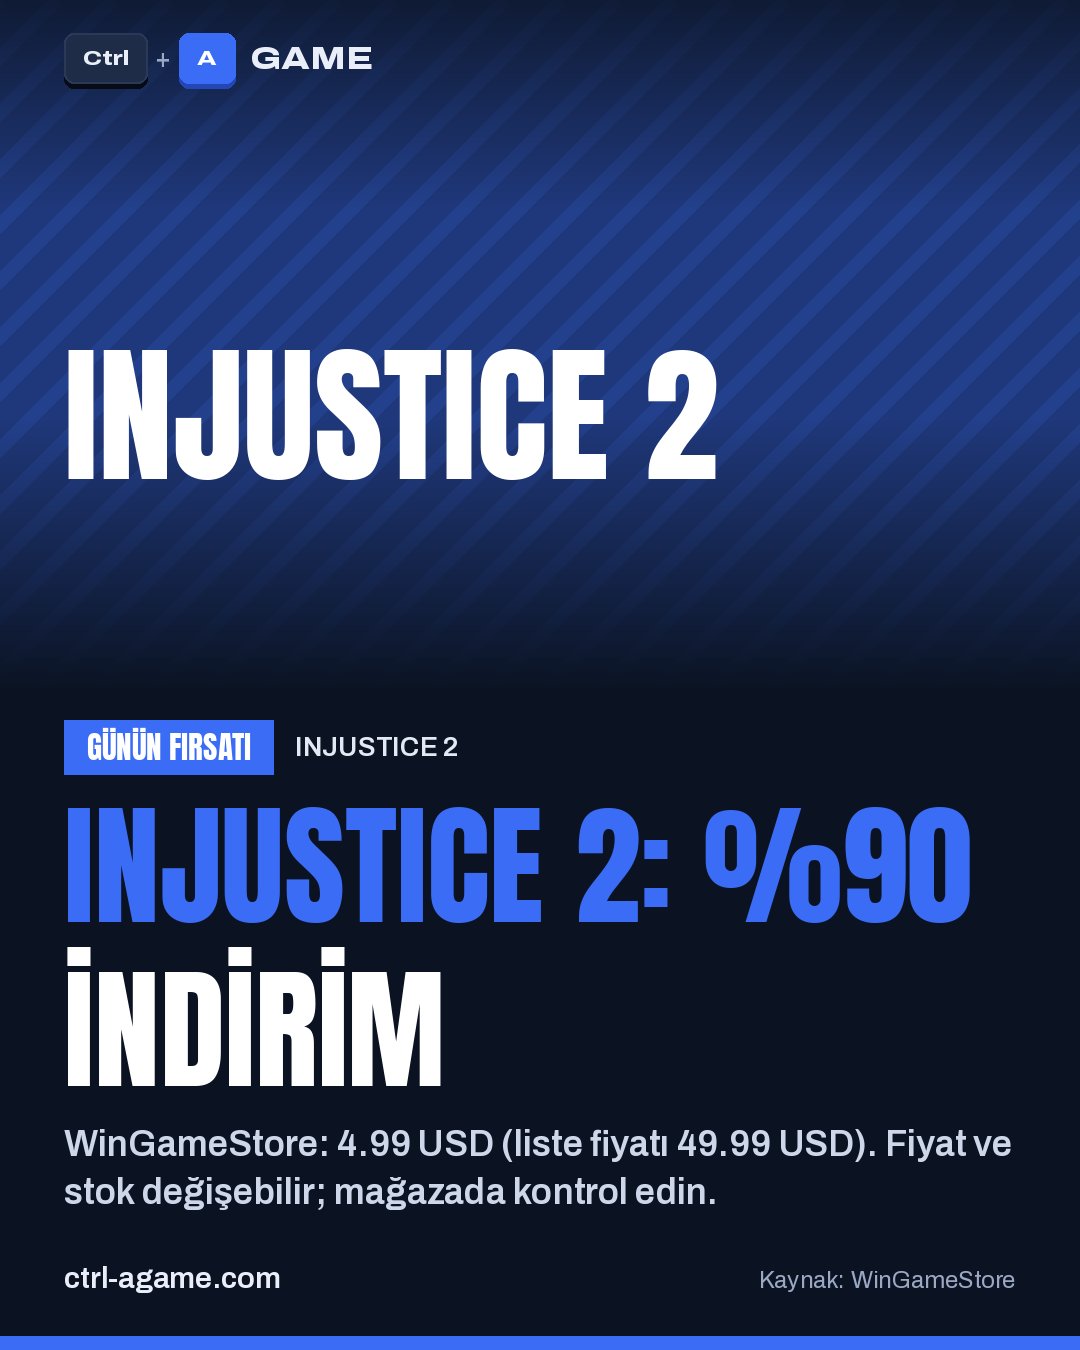 Ctrl + A GAME
INJUSTICE 2
GÜNÜN FIRSATI INJUSTICE 2
INJUSTICE 2: %90
İNDİRİM
WinGameStore: 4.99 USD (liste fiyatı 49.99 USD). Fiyat ve
stok değişebilir; mağazada kontrol edin.
ctrl-agame.com Kaynak: WinGameStore